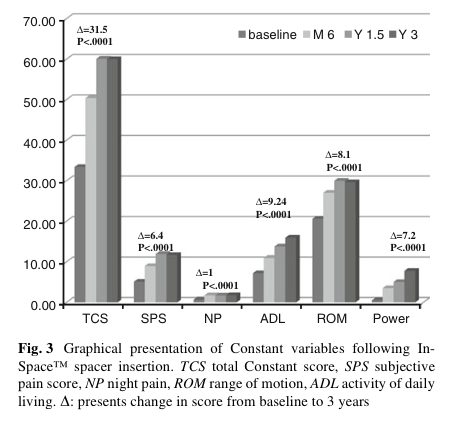 70.00
60.00
50.00
40.00
30.00
20.00
10.00
0.00
baseline M 6 Y 1.5 Y 3
Δ=31.5
P<.0001
Δ=6.4
P<.0001
Δ=1
P<.0001
Δ=9.24
P<.0001
Δ=8.1
P<.0001
Δ=7.2
P<.0001
TCS SPS NP ADL ROM Power
Fig. 3 Graphical presentation of Constant variables following In-
Space™ spacer insertion. TCS total Constant score, SPS subjective
pain score, NP night pain, ROM range of motion, ADL activity of daily
living. Δ: presents change in score from baseline to 3 years